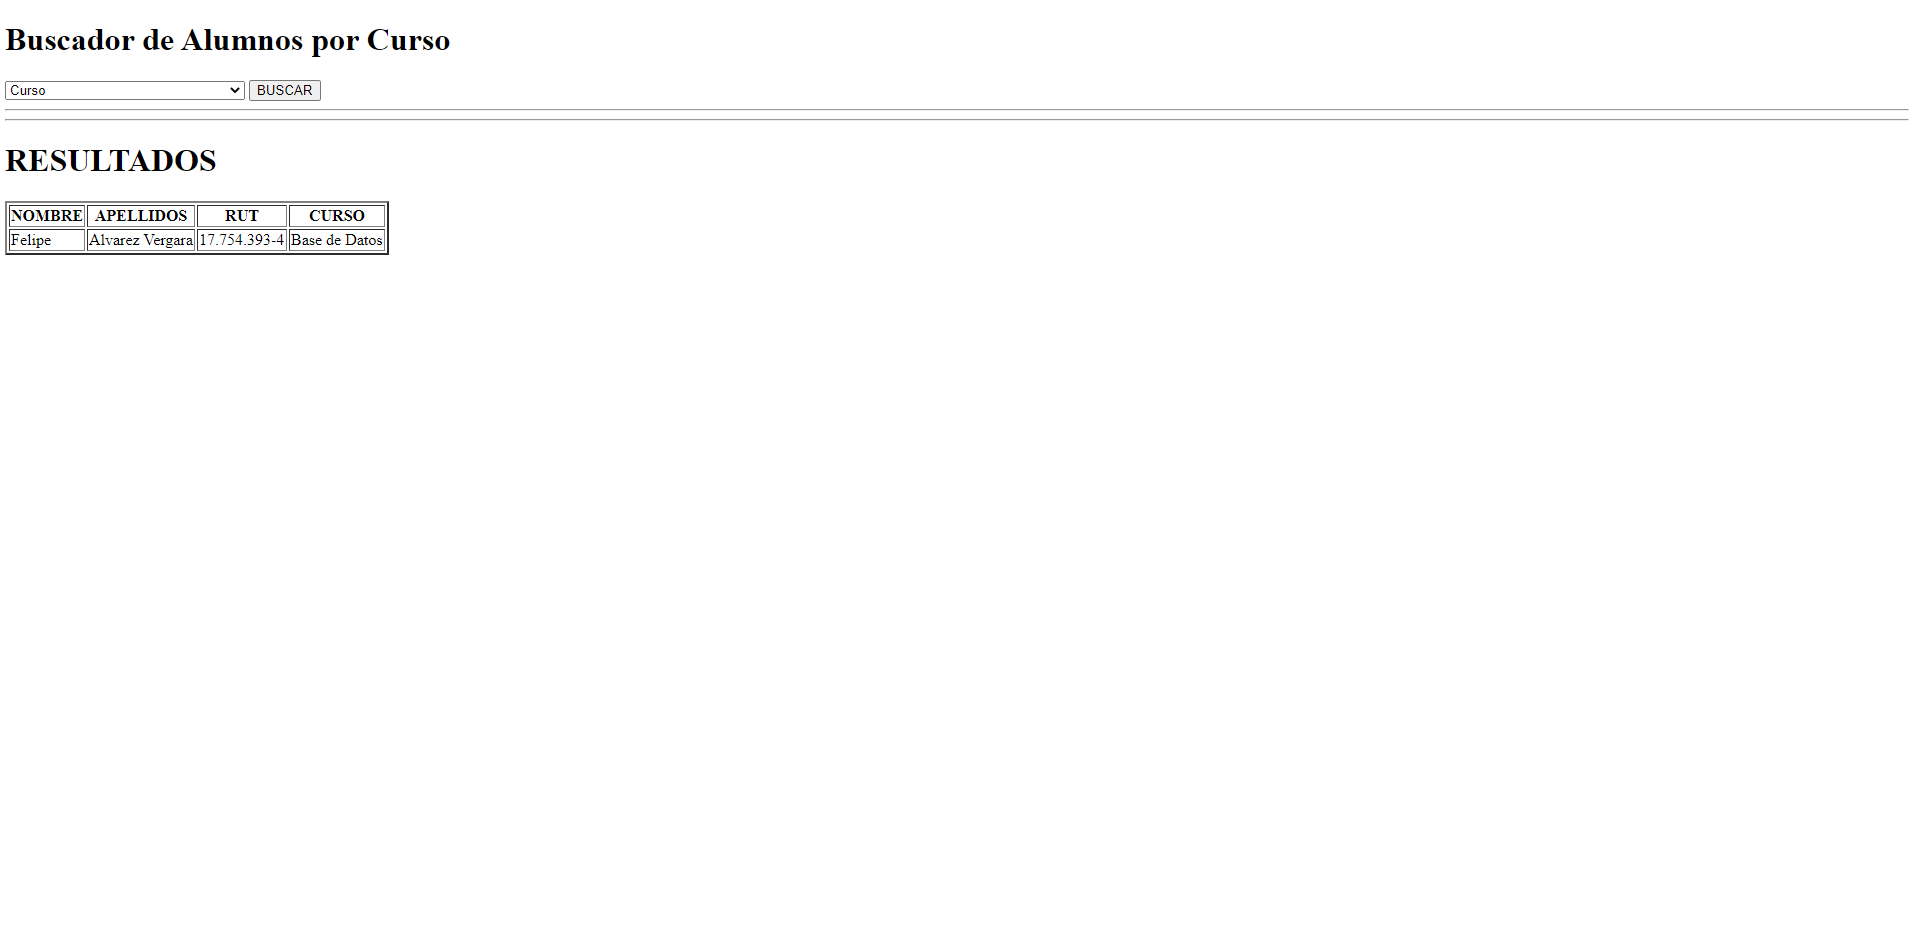 Buscador de Alumnos por Curso
Curso BUSCAR
RESULTADOS
NOMBRE APELLIDOS RUT CURSO
Felipe Alvarez Vergara 17.754.393-4 Base de Datos